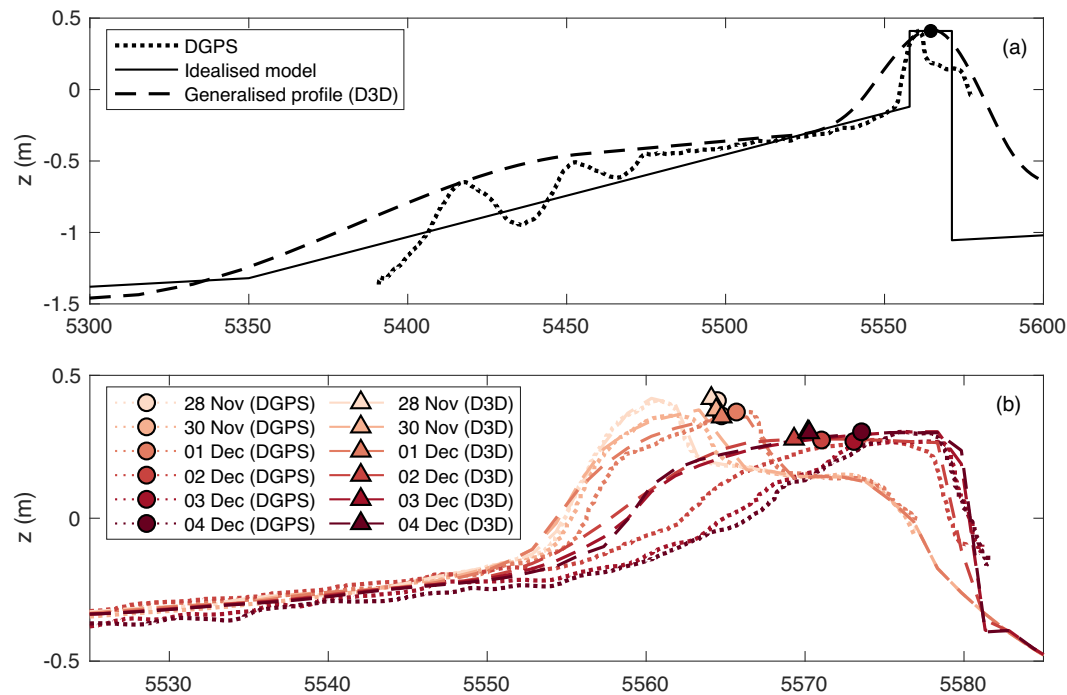 0.5
0
-0.5
-1
-1.5
z (m)
DGPS
Idealised model
Generalised profile (D3D)
(a)
5300 5350 5400 5450 5500 5550 5600
0.5
0
-0.5
z (m)
28 Nov (DGPS) 28 Nov (D3D)
30 Nov (DGPS) 30 Nov (D3D)
01 Dec (DGPS) 01 Dec (D3D)
02 Dec (DGPS) 02 Dec (D3D)
03 Dec (DGPS) 03 Dec (D3D)
04 Dec (DGPS) 04 Dec (D3D)
(b)
5530 5540 5550 5560 5570 5580